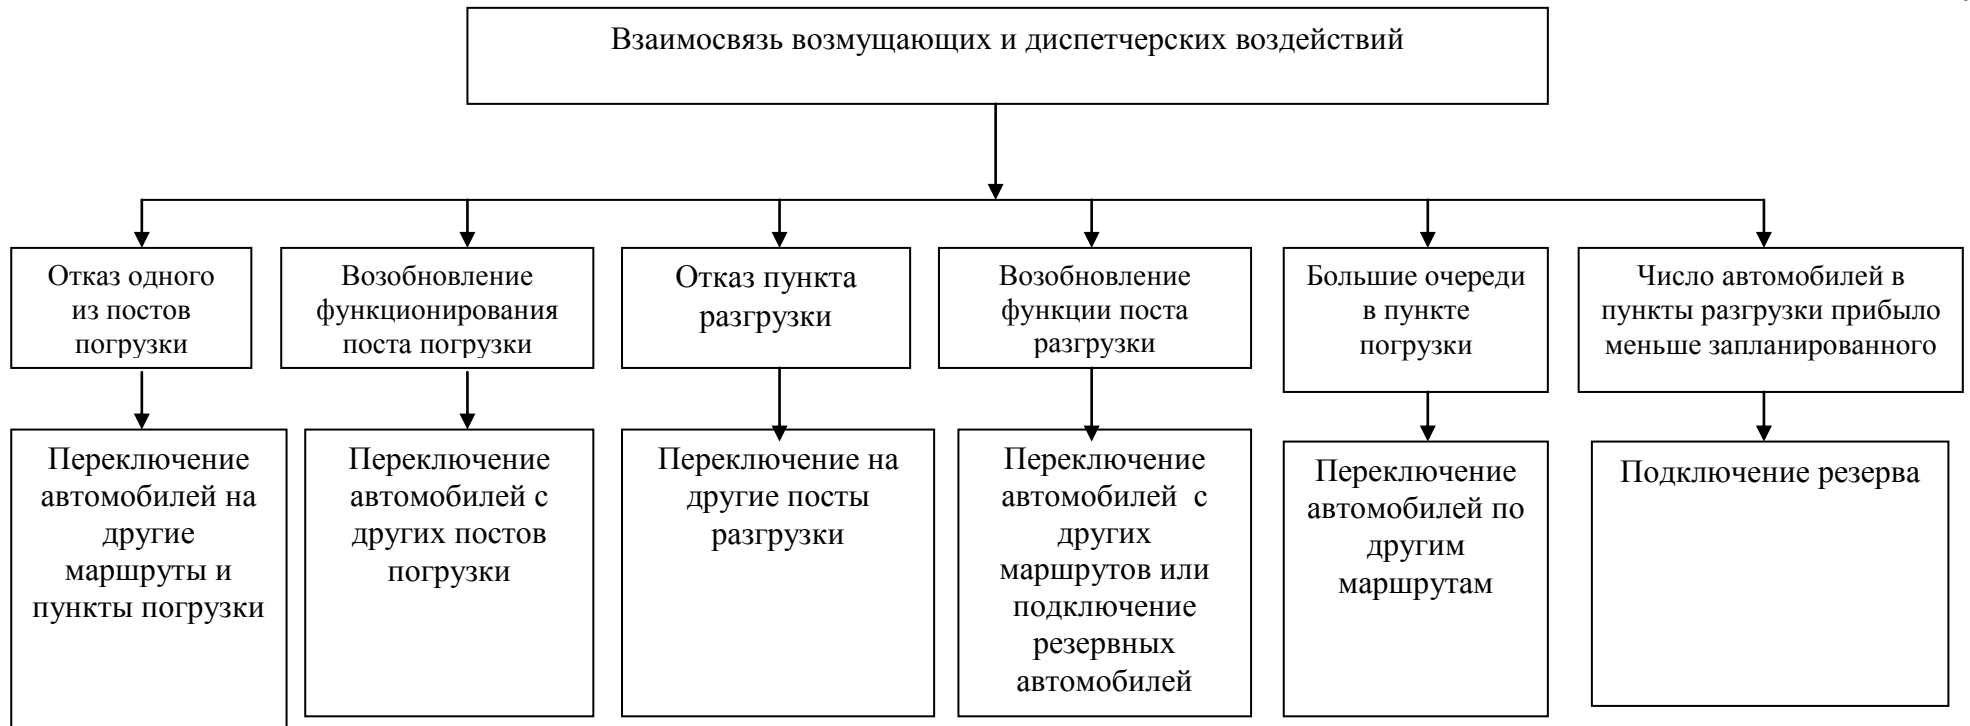 Взаимосвязь возмущающих и диспетчерских воздействий
Отказ одного
из постов
погрузки
Возобновление
функционирования
поста погрузки
Отказ пункта
разгрузки
Возобновление
функции поста
разгрузки
Большие очереди
в пункте
погрузки
Число автомобилей в
пункты разгрузки прибыло
меньше запланированного
Переключение
автомобилей на
другие
маршруты и
пункты погрузки
Переключение
автомобилей с
других постов
погрузки
Переключение на
другие посты
разгрузки
Переключение
автомобилей с
других
маршрутов или
подключение
резервных
автомобилей
Переключение
автомобилей по
другим
маршрутам
Подключение резерва